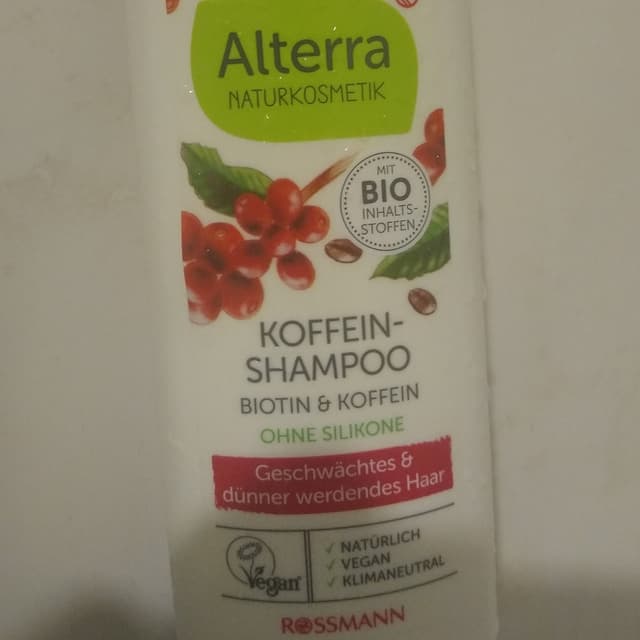 Alterra
NATURKOSMETIK
MIT
BIO
INHALTS-
STOFFEN
KOFFEIN-
SHAMPOO
BIOTIN & KOFFEIN
OHNE SILIKONE
Geschwächtes &
dünner werdendes Haar
Vegan
✓ NATÜRLICH
✓ VEGAN
✓ KLIMANEUTRAL
ROSSMANN